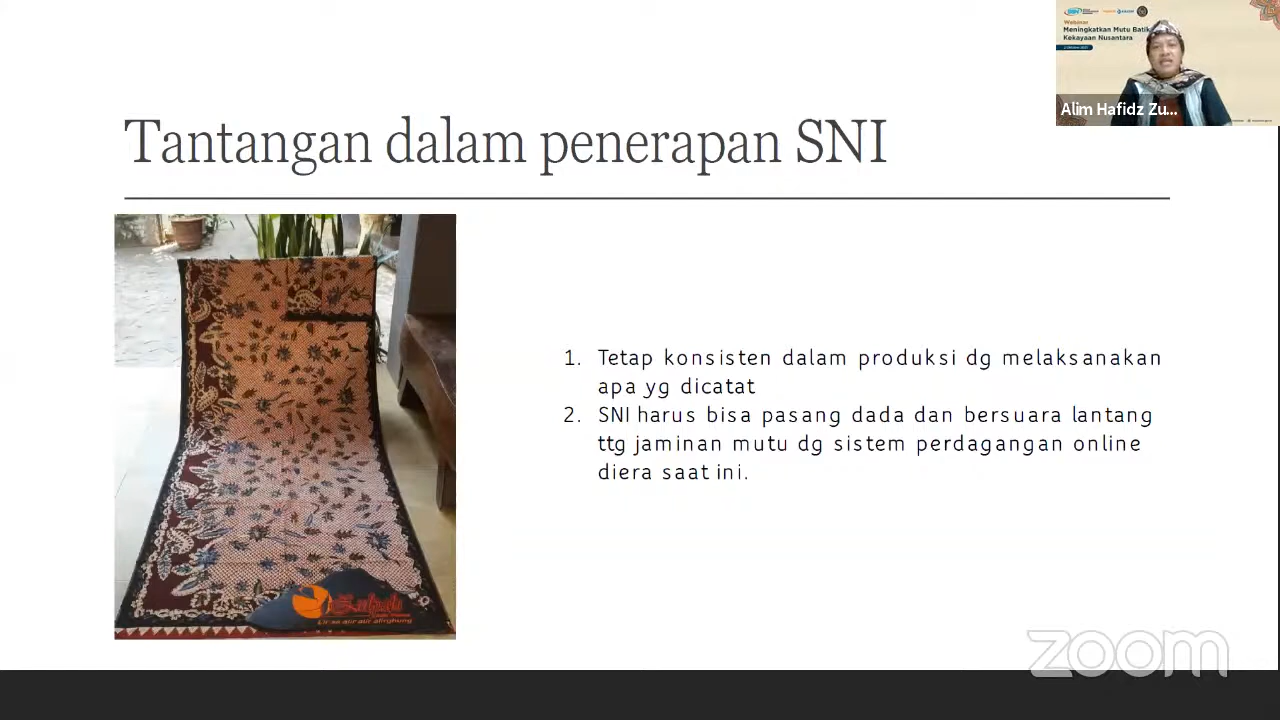 Webinar
Meningkatkan Mutu Batik
Kekayaan Nusantara
Alim Hafidz Zu...
Tantangan dalam penerapan SNI
1. Tetap konsisten dalam produksi dg melaksanakan
apa yg dicatat
2. SNI harus bisa pasang dada dan bersuara lantang
ttg jaminan mutu dg sistem perdagangan online
diera saat ini.
zoom